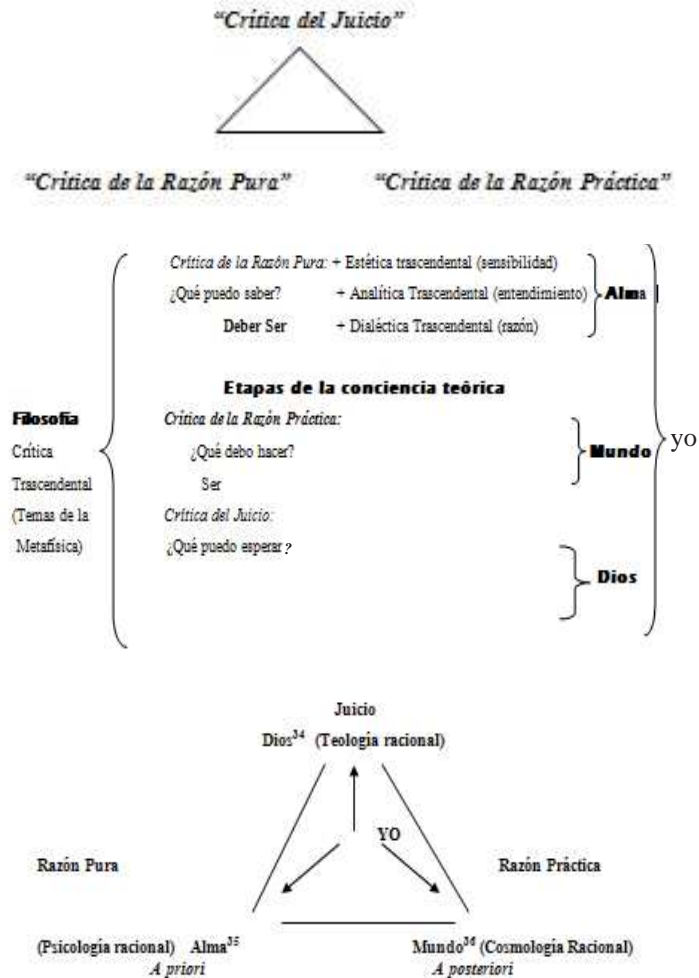 “Crítica del Juicio”
“Crítica de la Razón Pura” “Crítica de la Razón Práctica”
Crítica de la Razón Pura: + Estética trascendental (sensibilidad)
¿Qué puedo saber? + Analítica Trascendental (entendimiento) Alma
Deber Ser + Dialéctica Trascendental (razón)
Etapas de la conciencia teórica
Filosofía Crítica de la Razón Práctica:
Crítica ¿Qué debo hacer? Mundo yo
Trascendental Ser
(Temas de la Crítica del Juicio:
Metafísica) ¿Qué puedo esperar?
Dios
Juicio
Dios34 (Teología racional)
YO
Razón Pura Razón Práctica
(Psicología racional) Alma35 Mundo36 (Cosmología Racional)
A priori A posteriori